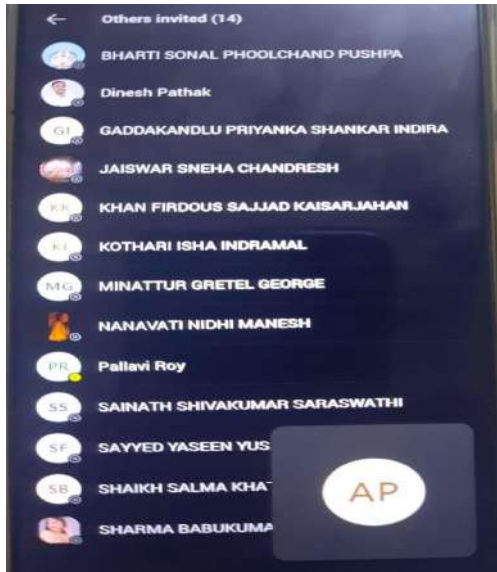 ← Others invited (14)
BHARTI SONAL PHOOLCHAND PUSHPA
Dinesh Pathak
GI GADDAKANDLU PRIYANKA SHANKAR INDIRA
JAISWAR SNEHA CHANDRESH
KK KHAN FIRDOUS SAJJAD KAISARJAHAN
KI KOTHARI ISHA INDRAMAL
MG MINATTUR GRETEL GEORGE
NANAVATI NIDHI MANESH
PR Pallavi Roy
SS SAINATH SHIVAKUMAR SARASWATHI
SF SAYYED YASEEN YUS
SB SHAIKH SALMA KHAT
SHARMA BABUKUMA
AP